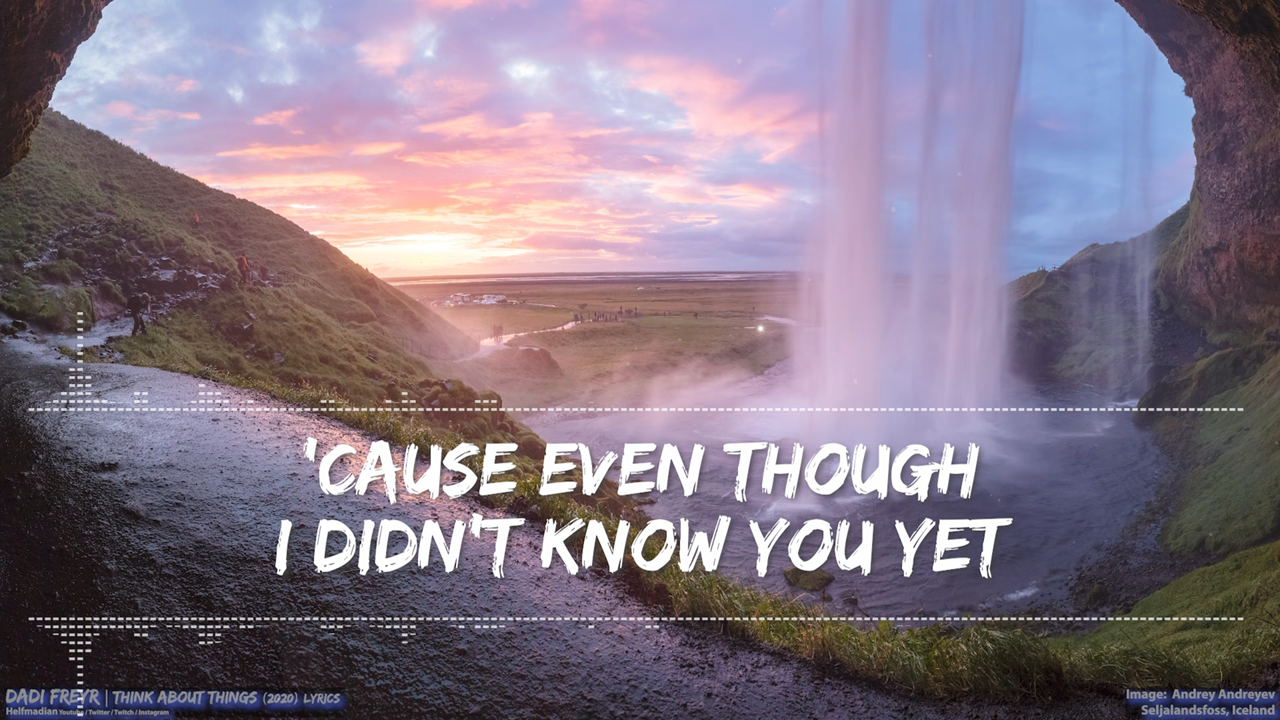 'CAUSE EVEN THOUGH
I DIDN'T KNOW YOU YET
DADI FREYR | THINK ABOUT THINGS (2020) LYRICS
Helfmadian Youtube / Twitter / Twitch / Instagram
Image: Andrey Andreyev
Seljalandsfoss, Iceland